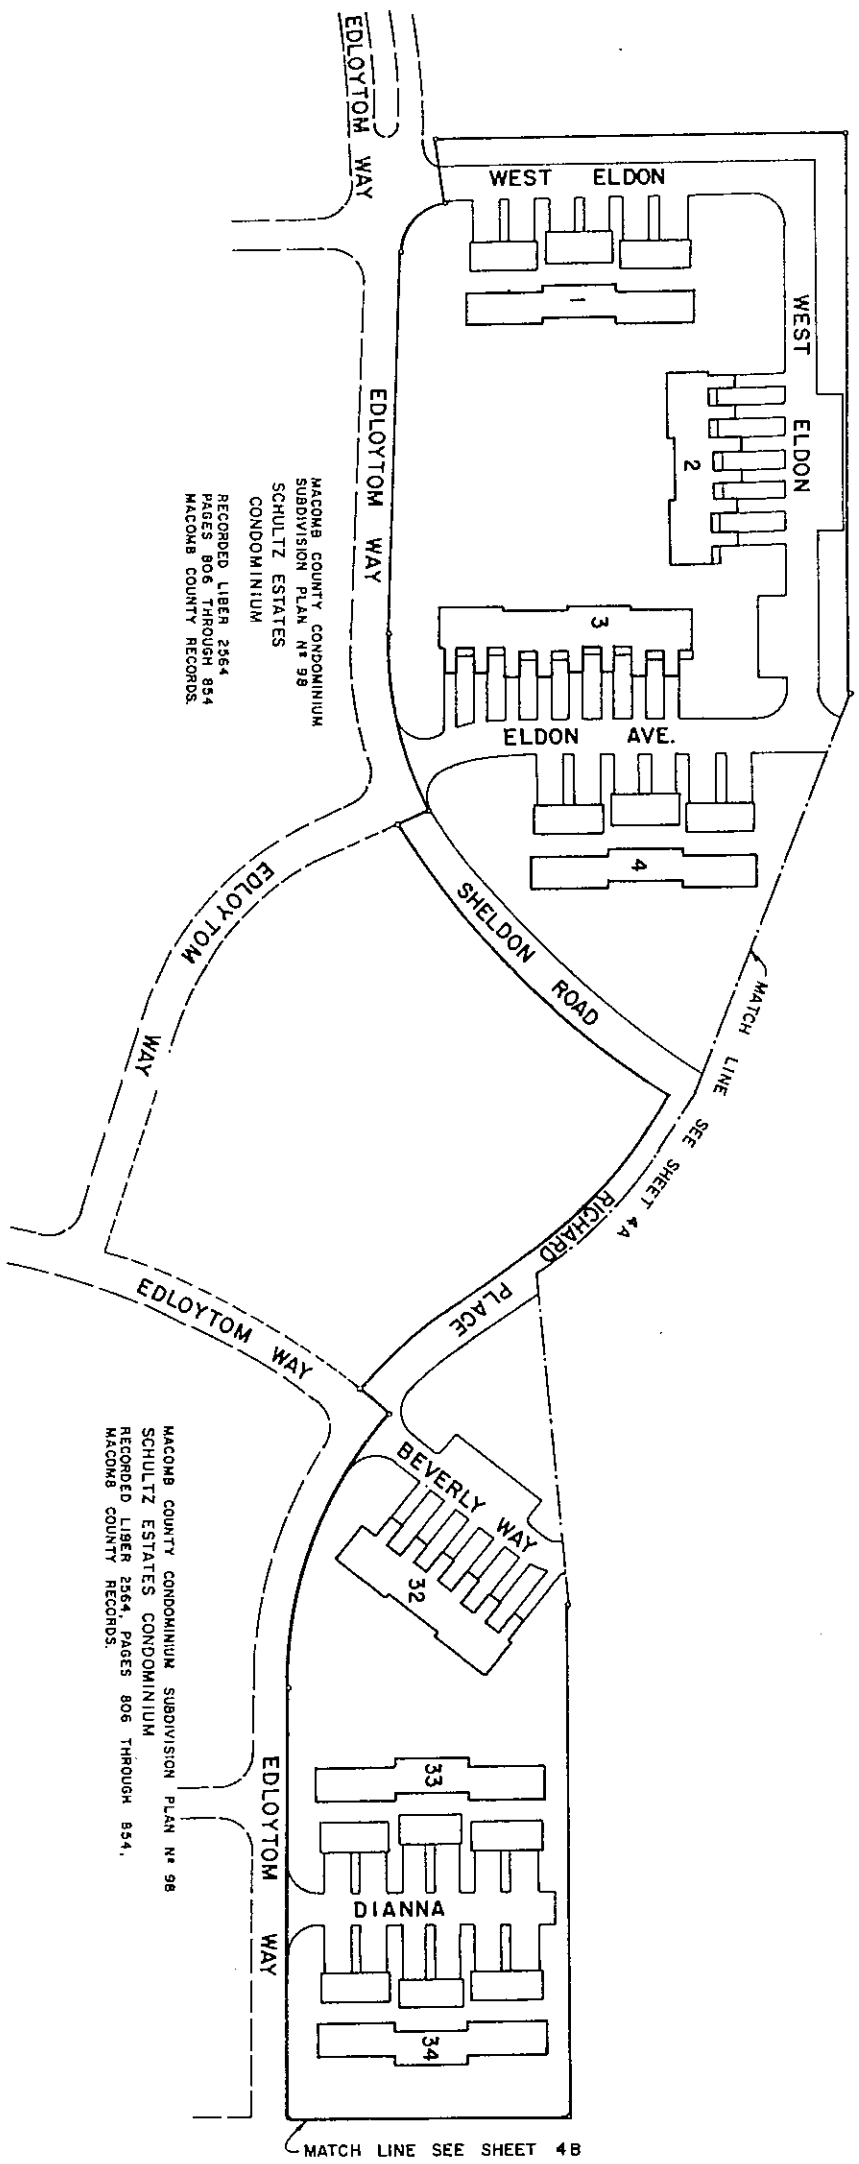 EDLOYTOM WAY
WEST ELDON
1
WEST ELDON
2
EDLOYTOM WAY
MACOMB COUNTY CONDOMINIUM
SUBDIVISION PLAN Nº 98
SCHULTZ ESTATES
CONDOMINIUM
RECORDED LIBER 2564
PAGES 806 THROUGH 854
MACOMB COUNTY RECORDS.
3
ELDON AVE.
4
SHELDON ROAD
EDLOYTOM WAY
MATCH LINE SEE SHEET 4A
RICHARD PLACE
EDLOYTOM WAY
BEVERLY WAY
32
MACOMB COUNTY CONDOMINIUM SUBDIVISION PLAN Nº 98
SCHULTZ ESTATES CONDOMINIUM
RECORDED LIBER 2564, PAGES 806 THROUGH 854,
MACOMB COUNTY RECORDS.
33
EDLOYTOM WAY
DIANNA
34
MATCH LINE SEE SHEET 4B